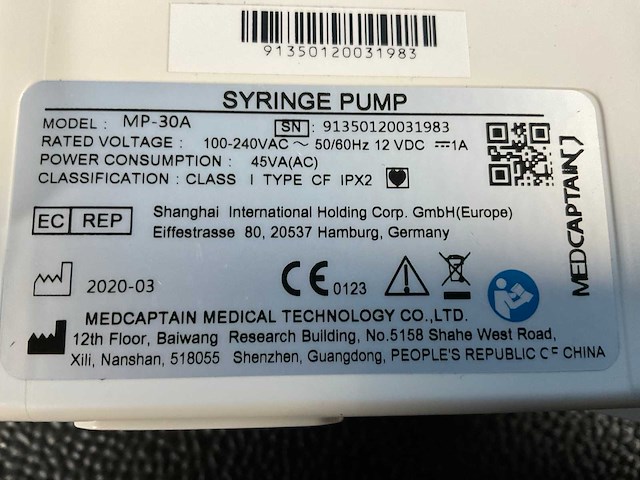 91350120031983
SYRINGE PUMP
MODEL : MP-30A SN : 91350120031983
RATED VOLTAGE : 100-240VAC ～ 50/60Hz 12 VDC ⎓1A
POWER CONSUMPTION : 45VA(AC)
CLASSIFICATION : CLASS I TYPE CF IPX2
MEDCAPTAIN
EC REP Shanghai International Holding Corp. GmbH(Europe)
Eiffestresse 80, 20537 Hamburg, Germany
2020-03 CE 0123
MEDCAPTAIN MEDICAL TECHNOLOGY CO.,LTD.
12th Floor, Baiwang Research Building, No.5158 Shahe West Road,
Xili, Nanshan, 518055 Shenzhen, Guangdong, PEOPLE'S REPUBLIC OF CHINA